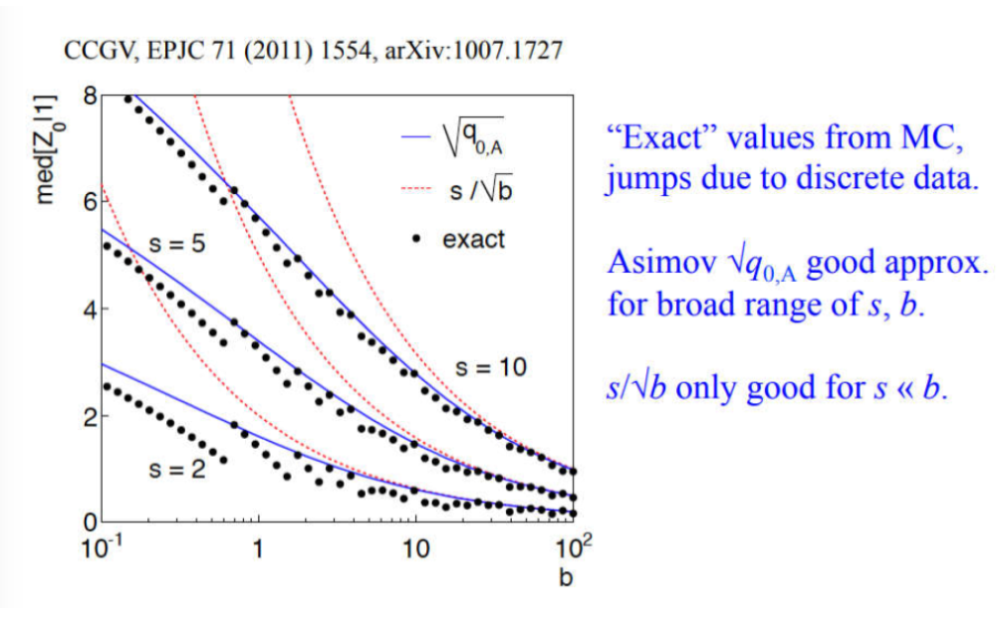 CCGV, EPJC 71 (2011) 1554, arXiv:1007.1727
med[Z₀|1]
8
6
4
2
0
10⁻¹
1
10
10²
b
√q₀,A
s /√b
exact
s = 5
s = 10
s = 2
“Exact” values from MC,
jumps due to discrete data.
Asimov √q₀,A good approx.
for broad range of s, b.
s/√b only good for s « b.